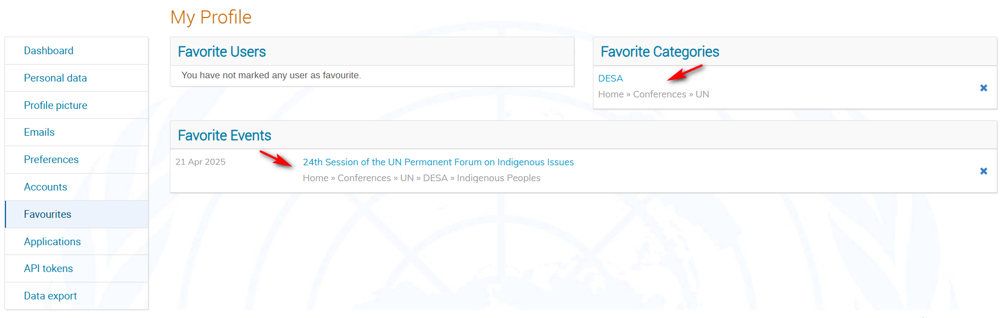 My Profile
Dashboard
Personal data
Profile picture
Emails
Preferences
Accounts
Favourites
Applications
API tokens
Data export
Favorite Users
You have not marked any user as favourite.
Favorite Categories
DESA
Home » Conferences » UN
Favorite Events
21 Apr 2025
24th Session of the UN Permanent Forum on Indigenous Issues
Home » Conferences » UN » DESA » Indigenous Peoples